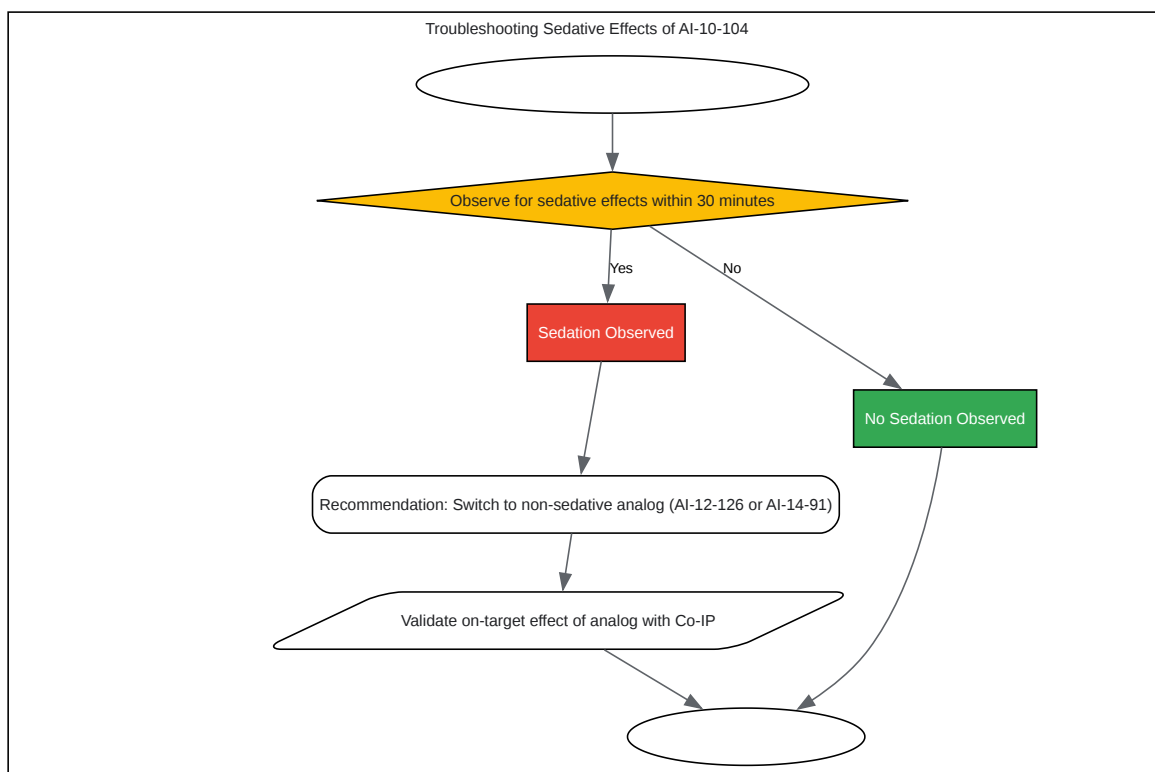 Troubleshooting Sedative Effects of AI-10-104
Observe for sedative effects within 30 minutes
Yes
No
Sedation Observed
No Sedation Observed
Recommendation: Switch to non-sedative analog (AI-12-126 or AI-14-91)
Validate on-target effect of analog with Co-IP